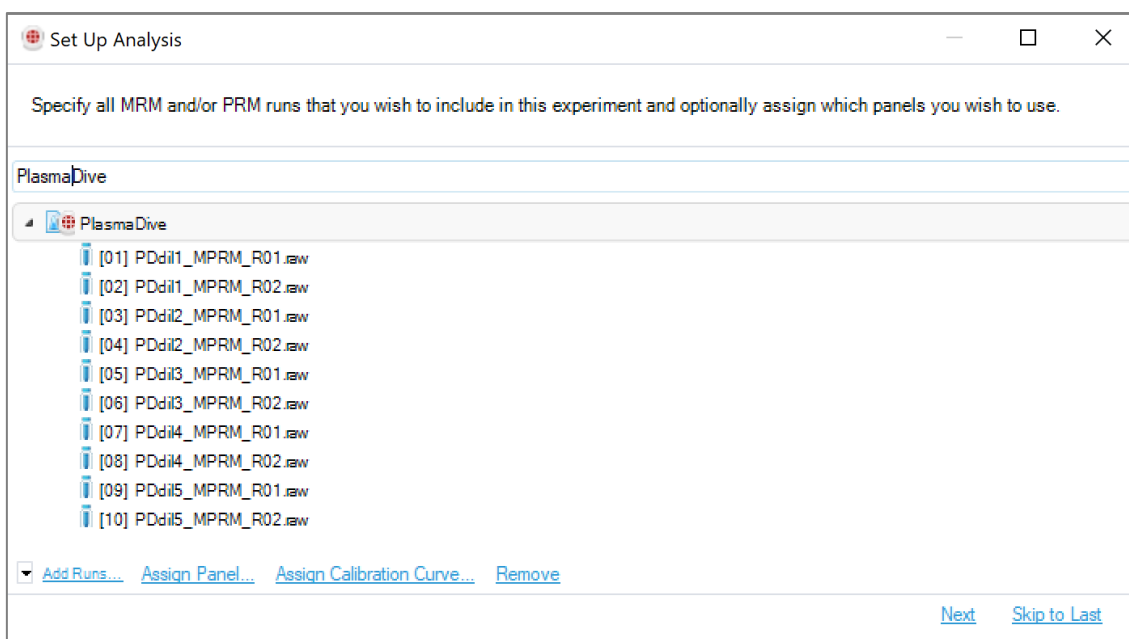 Set Up Analysis
Specify all MRM and/or PRM runs that you wish to include in this experiment and optionally assign which panels you wish to use.
PlasmaDive
PlasmaDive
[01] PDdil1_MPRM_R01.raw
[02] PDdil1_MPRM_R02.raw
[03] PDdil2_MPRM_R01.raw
[04] PDdil2_MPRM_R02.raw
[05] PDdil3_MPRM_R01.raw
[06] PDdil3_MPRM_R02.raw
[07] PDdil4_MPRM_R01.raw
[08] PDdil4_MPRM_R02.raw
[09] PDdil5_MPRM_R01.raw
[10] PDdil5_MPRM_R02.raw
Add Runs... Assign Panel... Assign Calibration Curve... Remove
Next Skip to Last